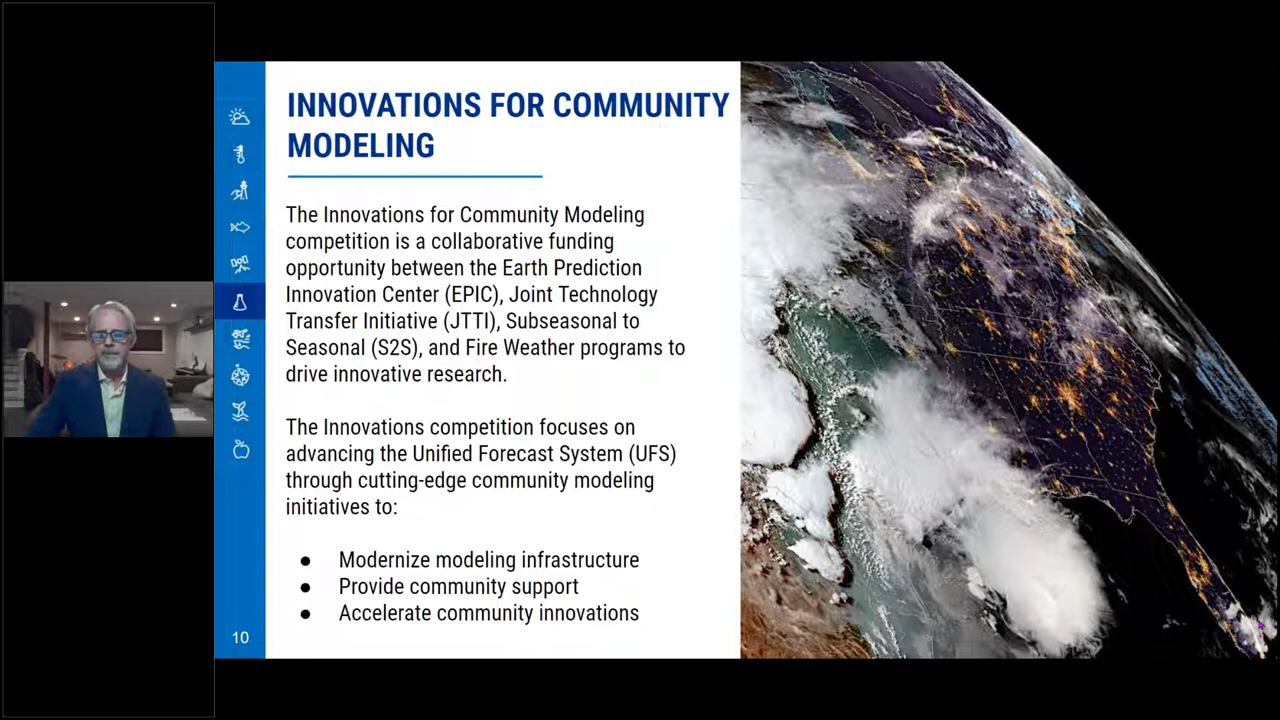 INNOVATIONS FOR COMMUNITY
MODELING
The Innovations for Community Modeling
competition is a collaborative funding
opportunity between the Earth Prediction
Innovation Center (EPIC), Joint Technology
Transfer Initiative (JTTI), Subseasonal to
Seasonal (S2S), and Fire Weather programs to
drive innovative research.
The Innovations competition focuses on
advancing the Unified Forecast System (UFS)
through cutting-edge community modeling
initiatives to:
● Modernize modeling infrastructure
● Provide community support
● Accelerate community innovations
10